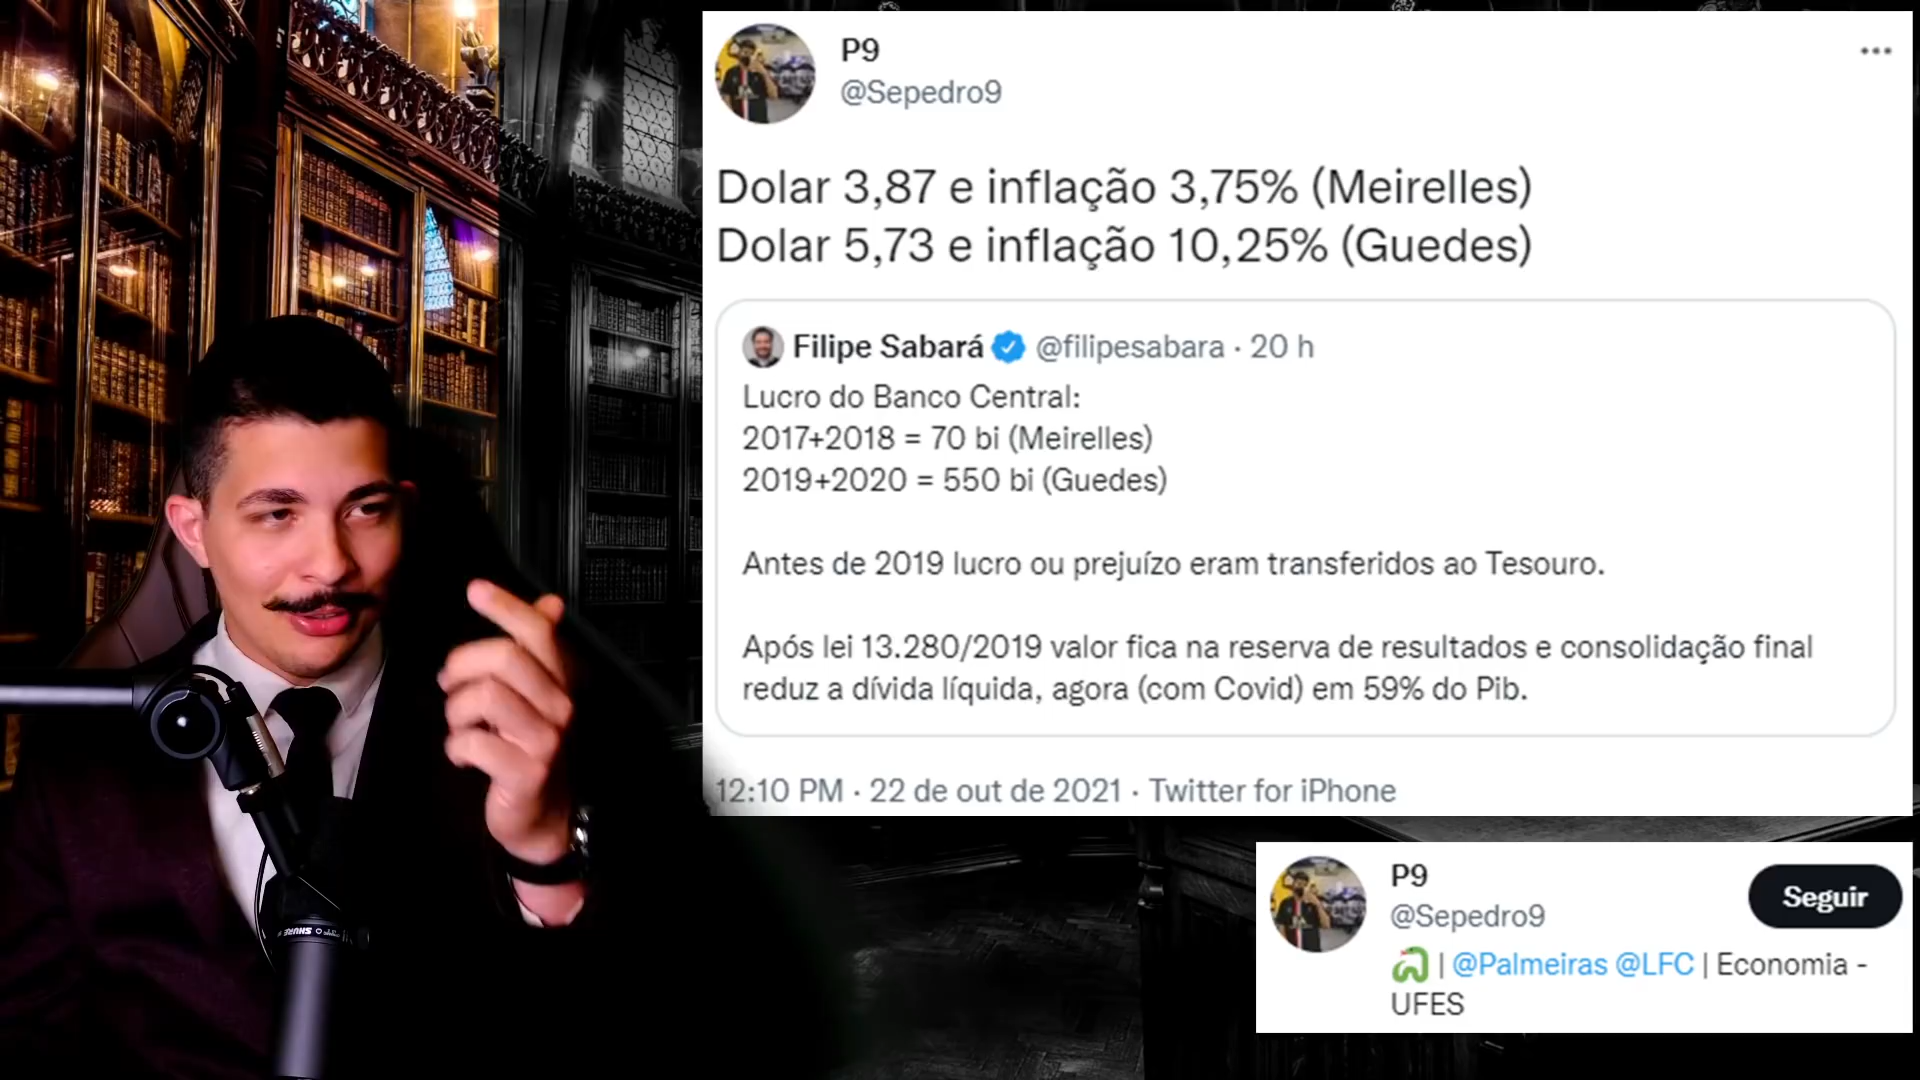 P9
@Sepedro9
Dolar 3,87 e inflação 3,75% (Meirelles)
Dolar 5,73 e inflação 10,25% (Guedes)
Filipe Sabará @filipesabara · 20 h
Lucro do Banco Central:
2017+2018 = 70 bi (Meirelles)
2019+2020 = 550 bi (Guedes)
Antes de 2019 lucro ou prejuízo eram transferidos ao Tesouro.
Após lei 13.280/2019 valor fica na reserva de resultados e consolidação final
reduz a dívida líquida, agora (com Covid) em 59% do Pib.
12:10 PM · 22 de out de 2021 · Twitter for iPhone
P9
@Sepedro9
Seguir
| @Palmeiras @LFC | Economia -
UFES
SHURE